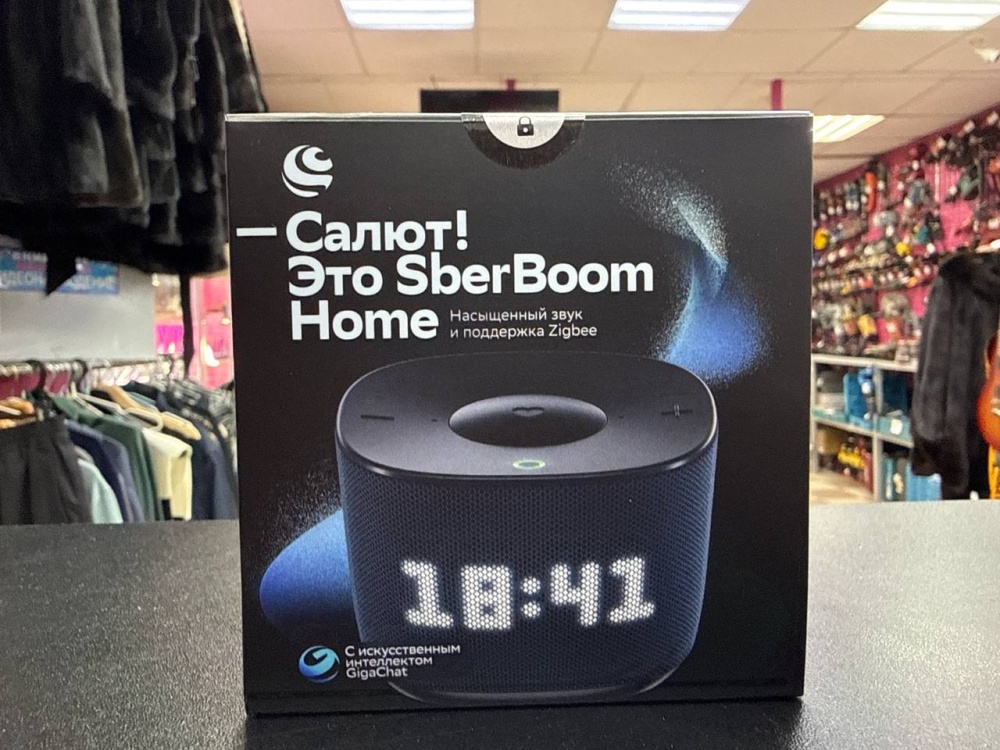 — Салют!
Это SberBoom
Home
Насыщенный звук
и поддержка Zigbee
18:41
С искусственным
интеллектом
GigaChat